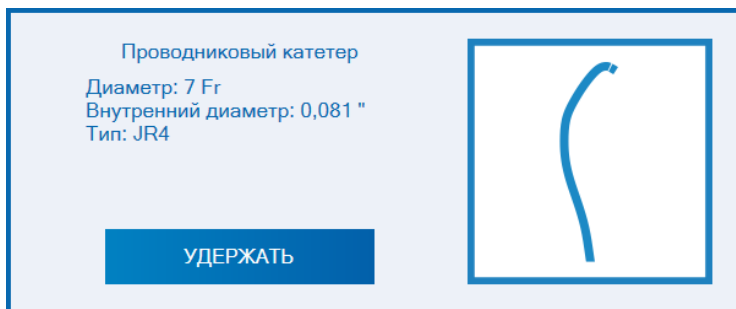 Проводниковый катетер
Диаметр: 7 Fr
Внутренний диаметр: 0,081 "
Тип: JR4
УДЕРЖАТЬ